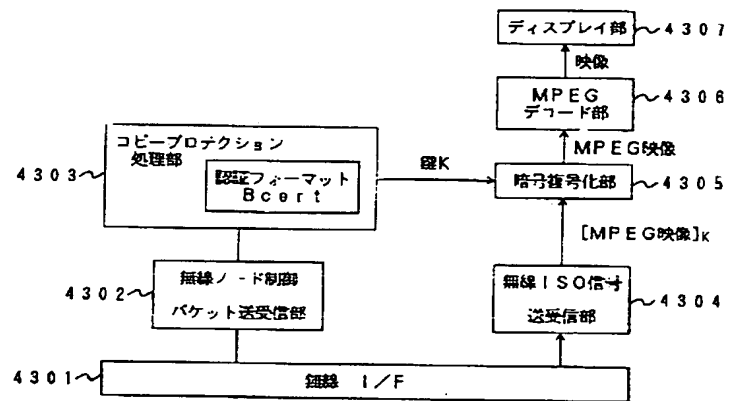 ディスプレイ部
4307
映像
MPEG
デコード部
4306
MPEG映像
コピープロテクション
処理部
認証フォーマット
Bcert
4303
鍵K
暗号復号化部
4305
[MPEG映像]K
無線ノード制御
パケット送受信部
4302
無線ISO信号
送受信部
4304
4301
無線 I/F